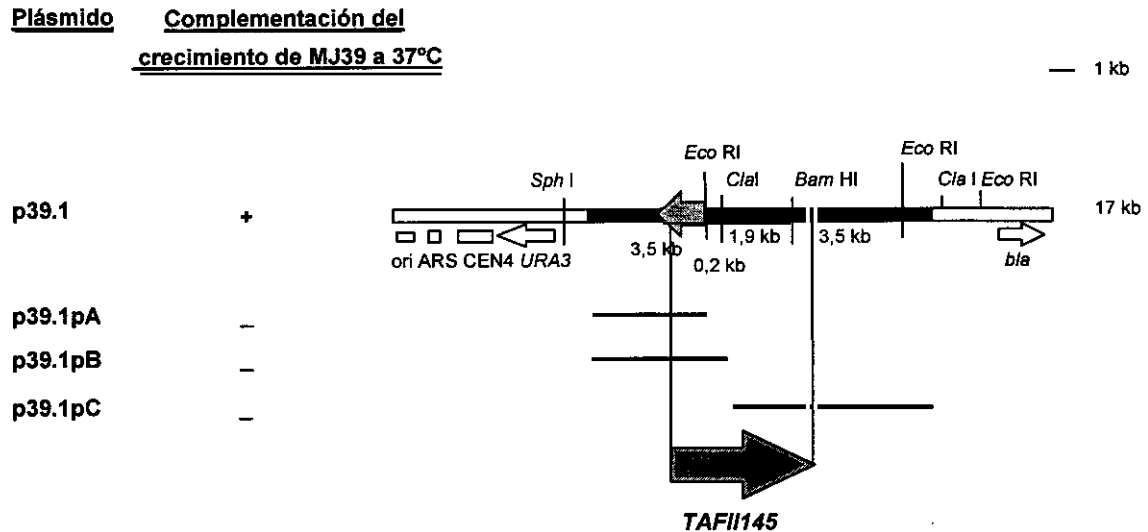 Plásmido Complementación del
crecimiento de MJ39 a 37ºC
1 kb
Eco RI Eco RI
Sph I ClaI Bam HI Cla I Eco RI
p39.1 + 17 kb
3,5 kb 1,9 kb 3,5 kb
0,2 kb
ori ARS CEN4 URA3 bla
p39.1pA –
p39.1pB –
p39.1pC –
TAFII145